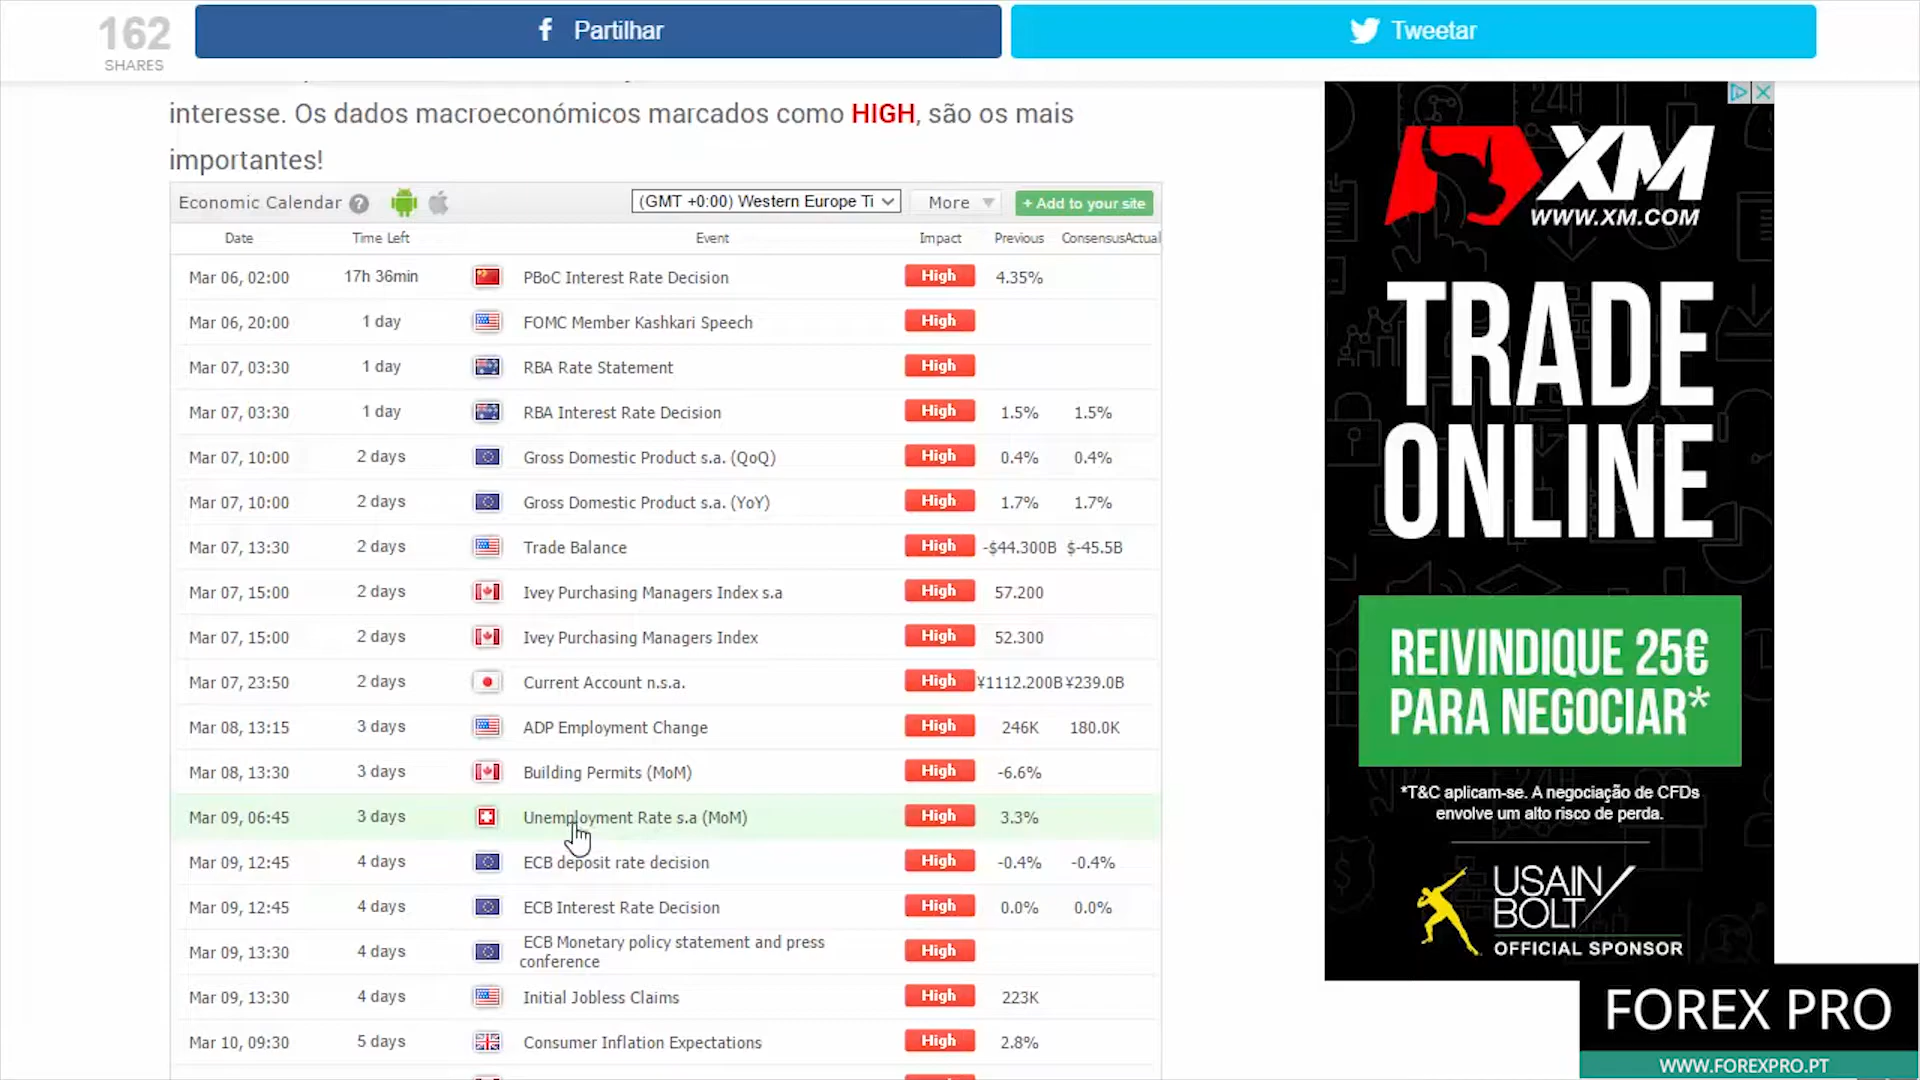 162
SHARES
Partilhar
Tweetar
interesse. Os dados macroeconómicos marcados como HIGH, são os mais
importantes!
Economic Calendar ?
(GMT +0:00) Western Europe Ti
More
+ Add to your site
Date Time Left Event Impact Previous Consensus Actual
Mar 06, 02:00 17h 36min PBoC Interest Rate Decision High 4.35%
Mar 06, 20:00 1 day FOMC Member Kashkari Speech High
Mar 07, 03:30 1 day RBA Rate Statement High
Mar 07, 03:30 1 day RBA Interest Rate Decision High 1.5% 1.5%
Mar 07, 10:00 2 days Gross Domestic Product s.a. (QoQ) High 0.4% 0.4%
Mar 07, 10:00 2 days Gross Domestic Product s.a. (YoY) High 1.7% 1.7%
Mar 07, 13:30 2 days Trade Balance High -$44.300B $-45.5B
Mar 07, 15:00 2 days Ivey Purchasing Managers Index s.a High 57.200
Mar 07, 15:00 2 days Ivey Purchasing Managers Index High 52.300
Mar 07, 23:50 2 days Current Account n.s.a. High ¥1112.200B ¥239.0B
Mar 08, 13:15 3 days ADP Employment Change High 246K 180.0K
Mar 08, 13:30 3 days Building Permits (MoM) High -6.6%
Mar 09, 06:45 3 days Unemployment Rate s.a (MoM) High 3.3%
Mar 09, 12:45 4 days ECB deposit rate decision High -0.4% -0.4%
Mar 09, 12:45 4 days ECB Interest Rate Decision High 0.0% 0.0%
Mar 09, 13:30 4 days ECB Monetary policy statement and press
conference High
Mar 09, 13:30 4 days Initial Jobless Claims High 223K
Mar 10, 09:30 5 days Consumer Inflation Expectations High 2.8%
XM
WWW.XM.COM
TRADE
ONLINE
REIVINDIQUE 25€
PARA NEGOCIAR*
*T&C aplicam-se. A negociação de CFDs
envolve um alto risco de perda.
USAIN
BOLT
OFFICIAL SPONSOR
FOREX PRO
WWW.FOREXPRO.PT